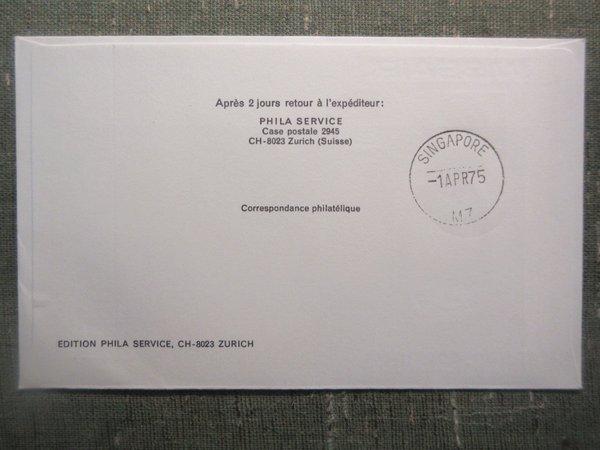 Après 2 jours retour à l'expéditeur:
PHILA SERVICE
Case postale 2945
CH-8023 Zurich (Suisse)
SINGAPORE
-1APR75
MZ
Correspondance philatélique
EDITION PHILA SERVICE, CH-8023 ZURICH